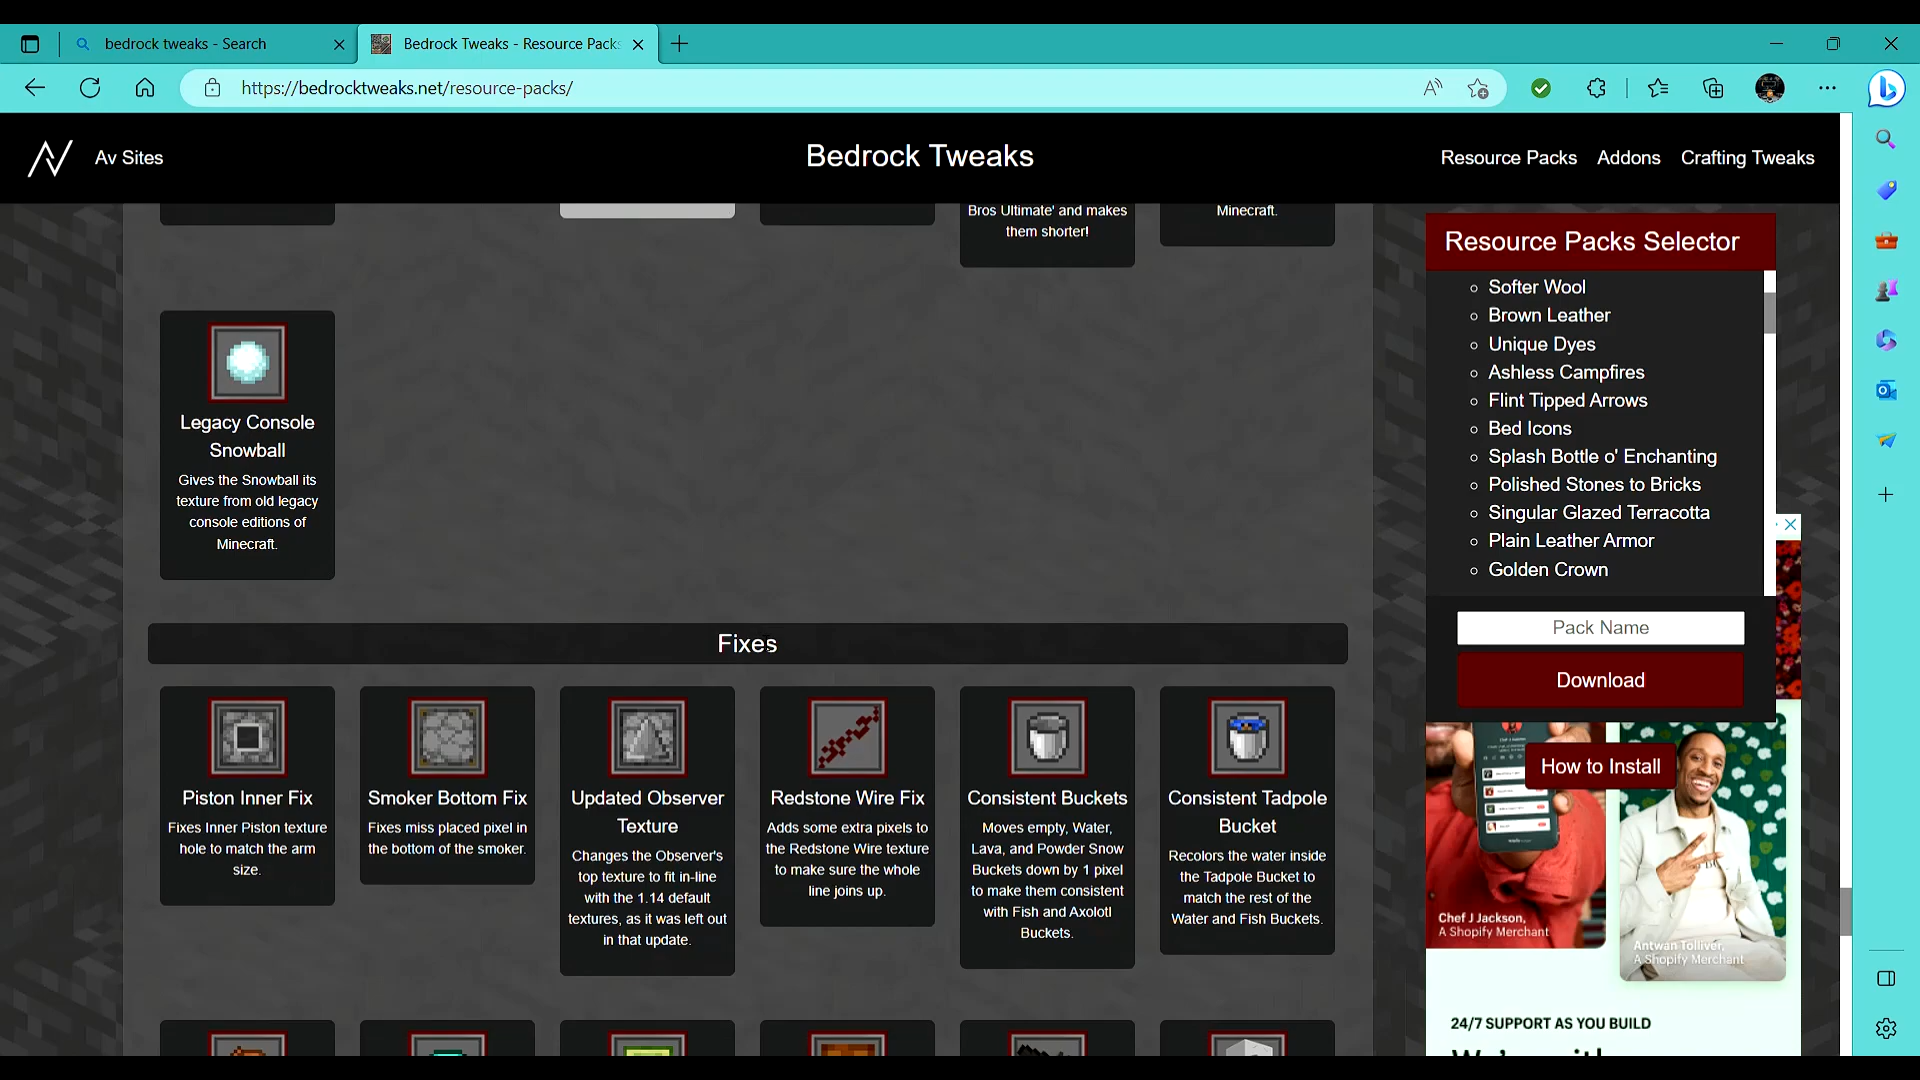 bedrock tweaks - Search
Bedrock Tweaks - Resource Packs
https://bedrocktweaks.net/resource-packs/
Av Sites
Bedrock Tweaks
Resource Packs
Addons
Crafting Tweaks
Bros Ultimate' and makes
them shorter!
Minecraft.
Legacy Console
Snowball
Gives the Snowball its
texture from old legacy
console editions of
Minecraft.
Fixes
Piston Inner Fix
Fixes Inner Piston texture
hole to match the arm
size.
Smoker Bottom Fix
Fixes miss placed pixel in
the bottom of the smoker.
Updated Observer
Texture
Changes the Observer's
top texture to fit in-line
with the 1.14 default
textures, as it was left out
in that update.
Redstone Wire Fix
Adds some extra pixels to
the Redstone Wire texture
to make sure the whole
line joins up.
Consistent Buckets
Moves empty, Water,
Lava, and Powder Snow
Buckets down by 1 pixel
to make them consistent
with Fish and Axolotl
Buckets.
Consistent Tadpole
Bucket
Recolors the water inside
the Tadpole Bucket to
match the rest of the
Water and Fish Buckets.
Resource Packs Selector
Softer Wool
Brown Leather
Unique Dyes
Ashless Campfires
Flint Tipped Arrows
Bed Icons
Splash Bottle o' Enchanting
Polished Stones to Bricks
Singular Glazed Terracotta
Plain Leather Armor
Golden Crown
Pack Name
Download
How to Install
Chef J Jackson,
A Shopify Merchant
Antwan Tolliver,
A Shopify Merchant
24/7 SUPPORT AS YOU BUILD